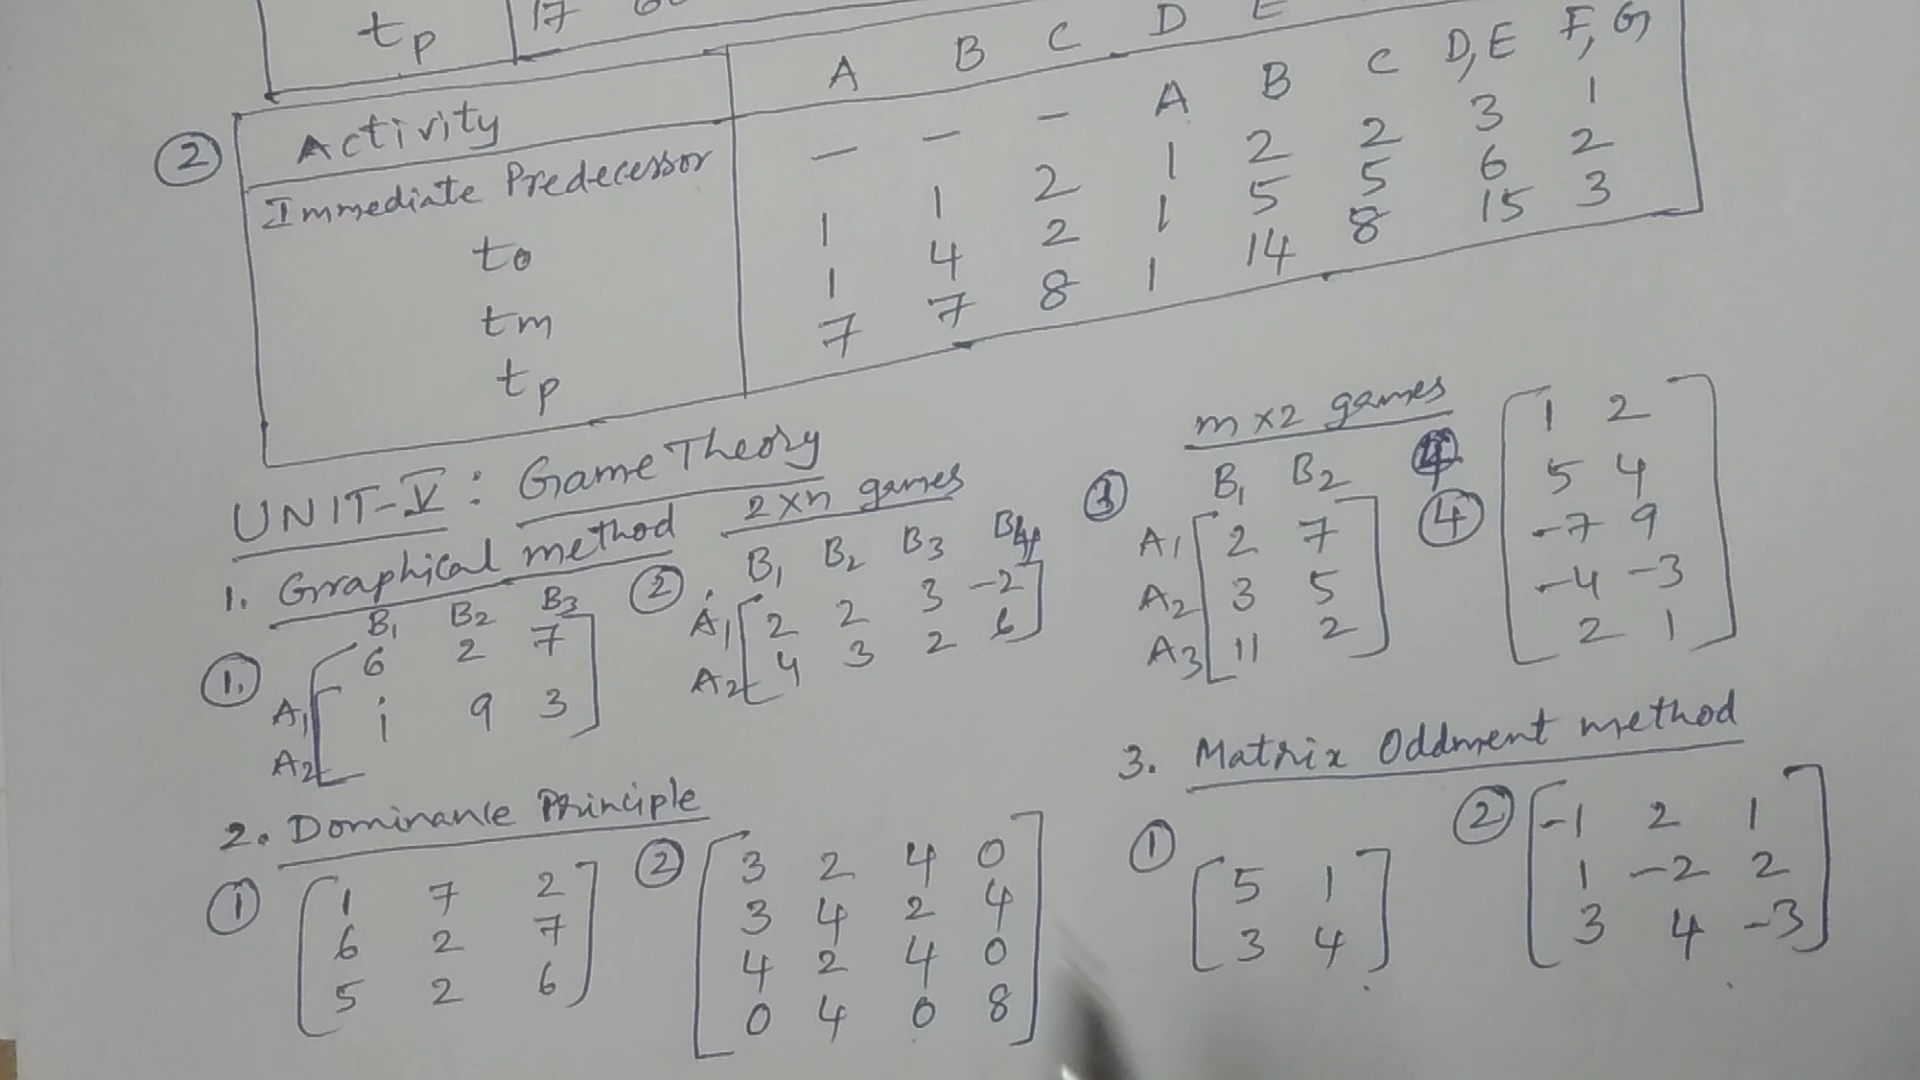 tp 17 60
② Activity A B C D E
Immediate Predecessor — — — A B C D,E F,G
to 1 1 2 1 2 2 3 1
tm 1 4 2 1 5 5 6 2
tp 7 7 8 1 14 8 15 3
UNIT-V : Game Theory
1. Graphical method 2×n games
① B1 B2 B3
A1 6 2 7
A2 1 9 3
② B1 B2 B3 B4
A1 2 2 3 -2
A2 4 3 2 6
m×2 games
③ B1 B2
A1 2 7
A2 3 5
A3 11 2
④ 1 2
5 4
-7 9
-4 -3
2 1
2. Dominance Principle
① 1 7 2
6 2 7
5 2 6
② 3 2 4 0
3 4 2 4
4 2 4 0
0 4 0 8
3. Matrix Oddment method
① 5 1
3 4
② -1 2 1
1 -2 2
3 4 -3